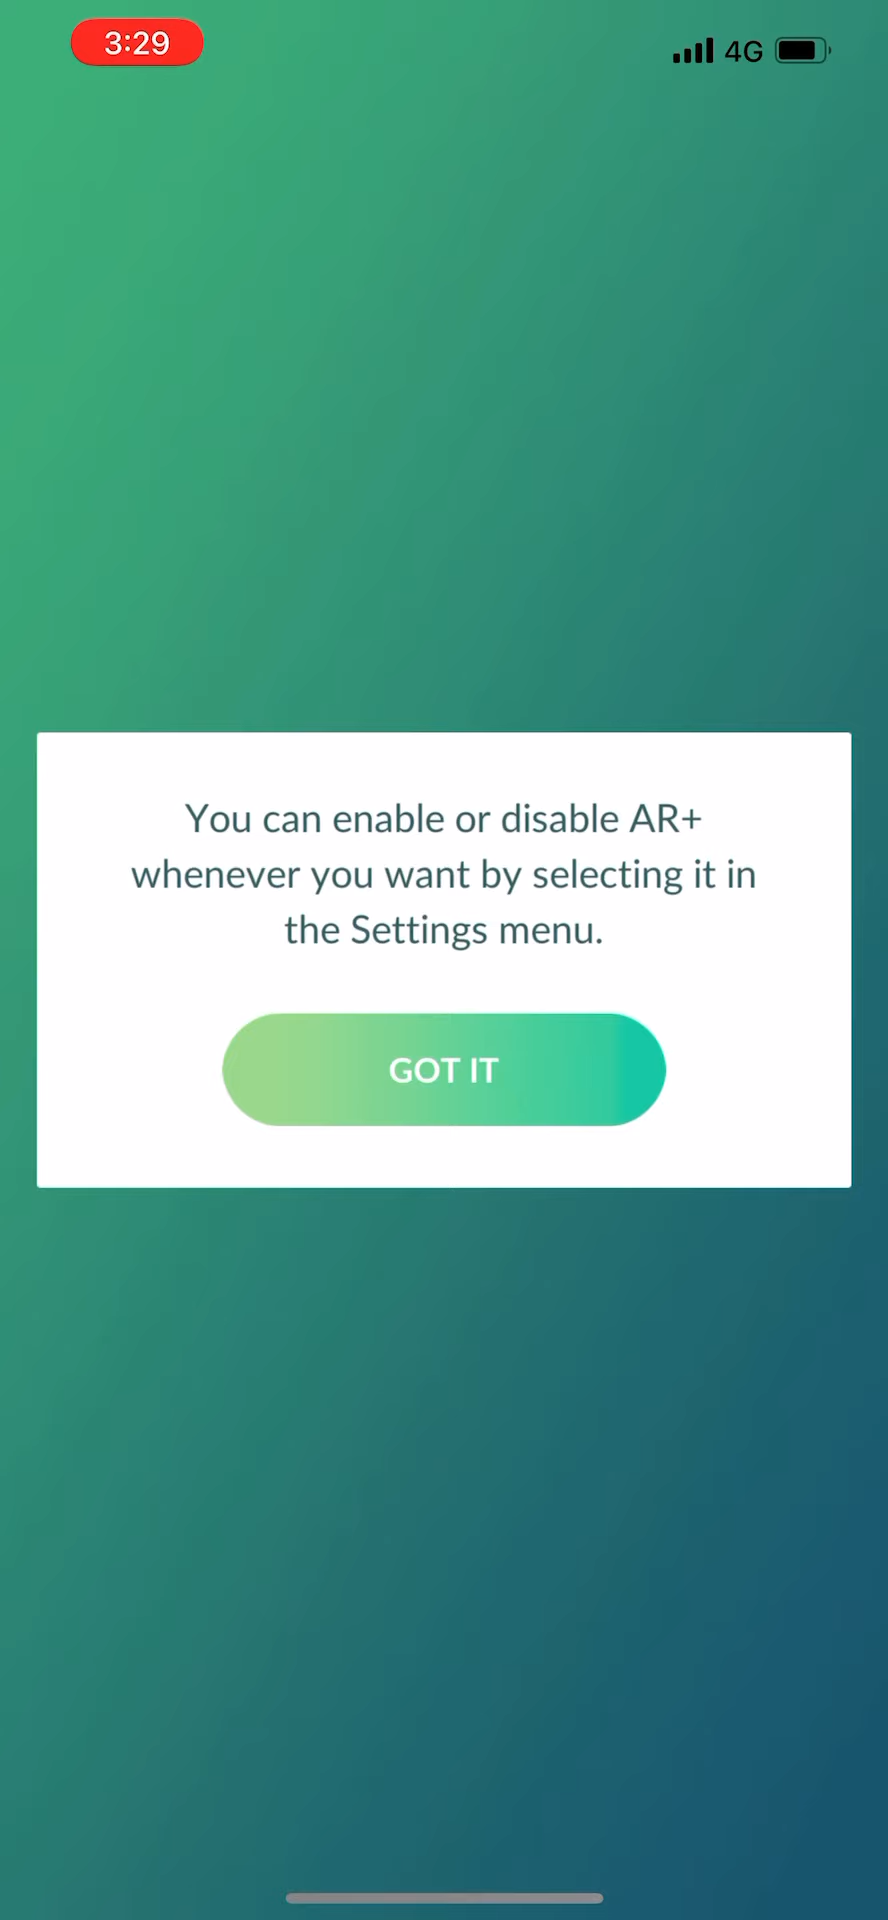 3:29
4G
You can enable or disable AR+
whenever you want by selecting it in
the Settings menu.
GOT IT